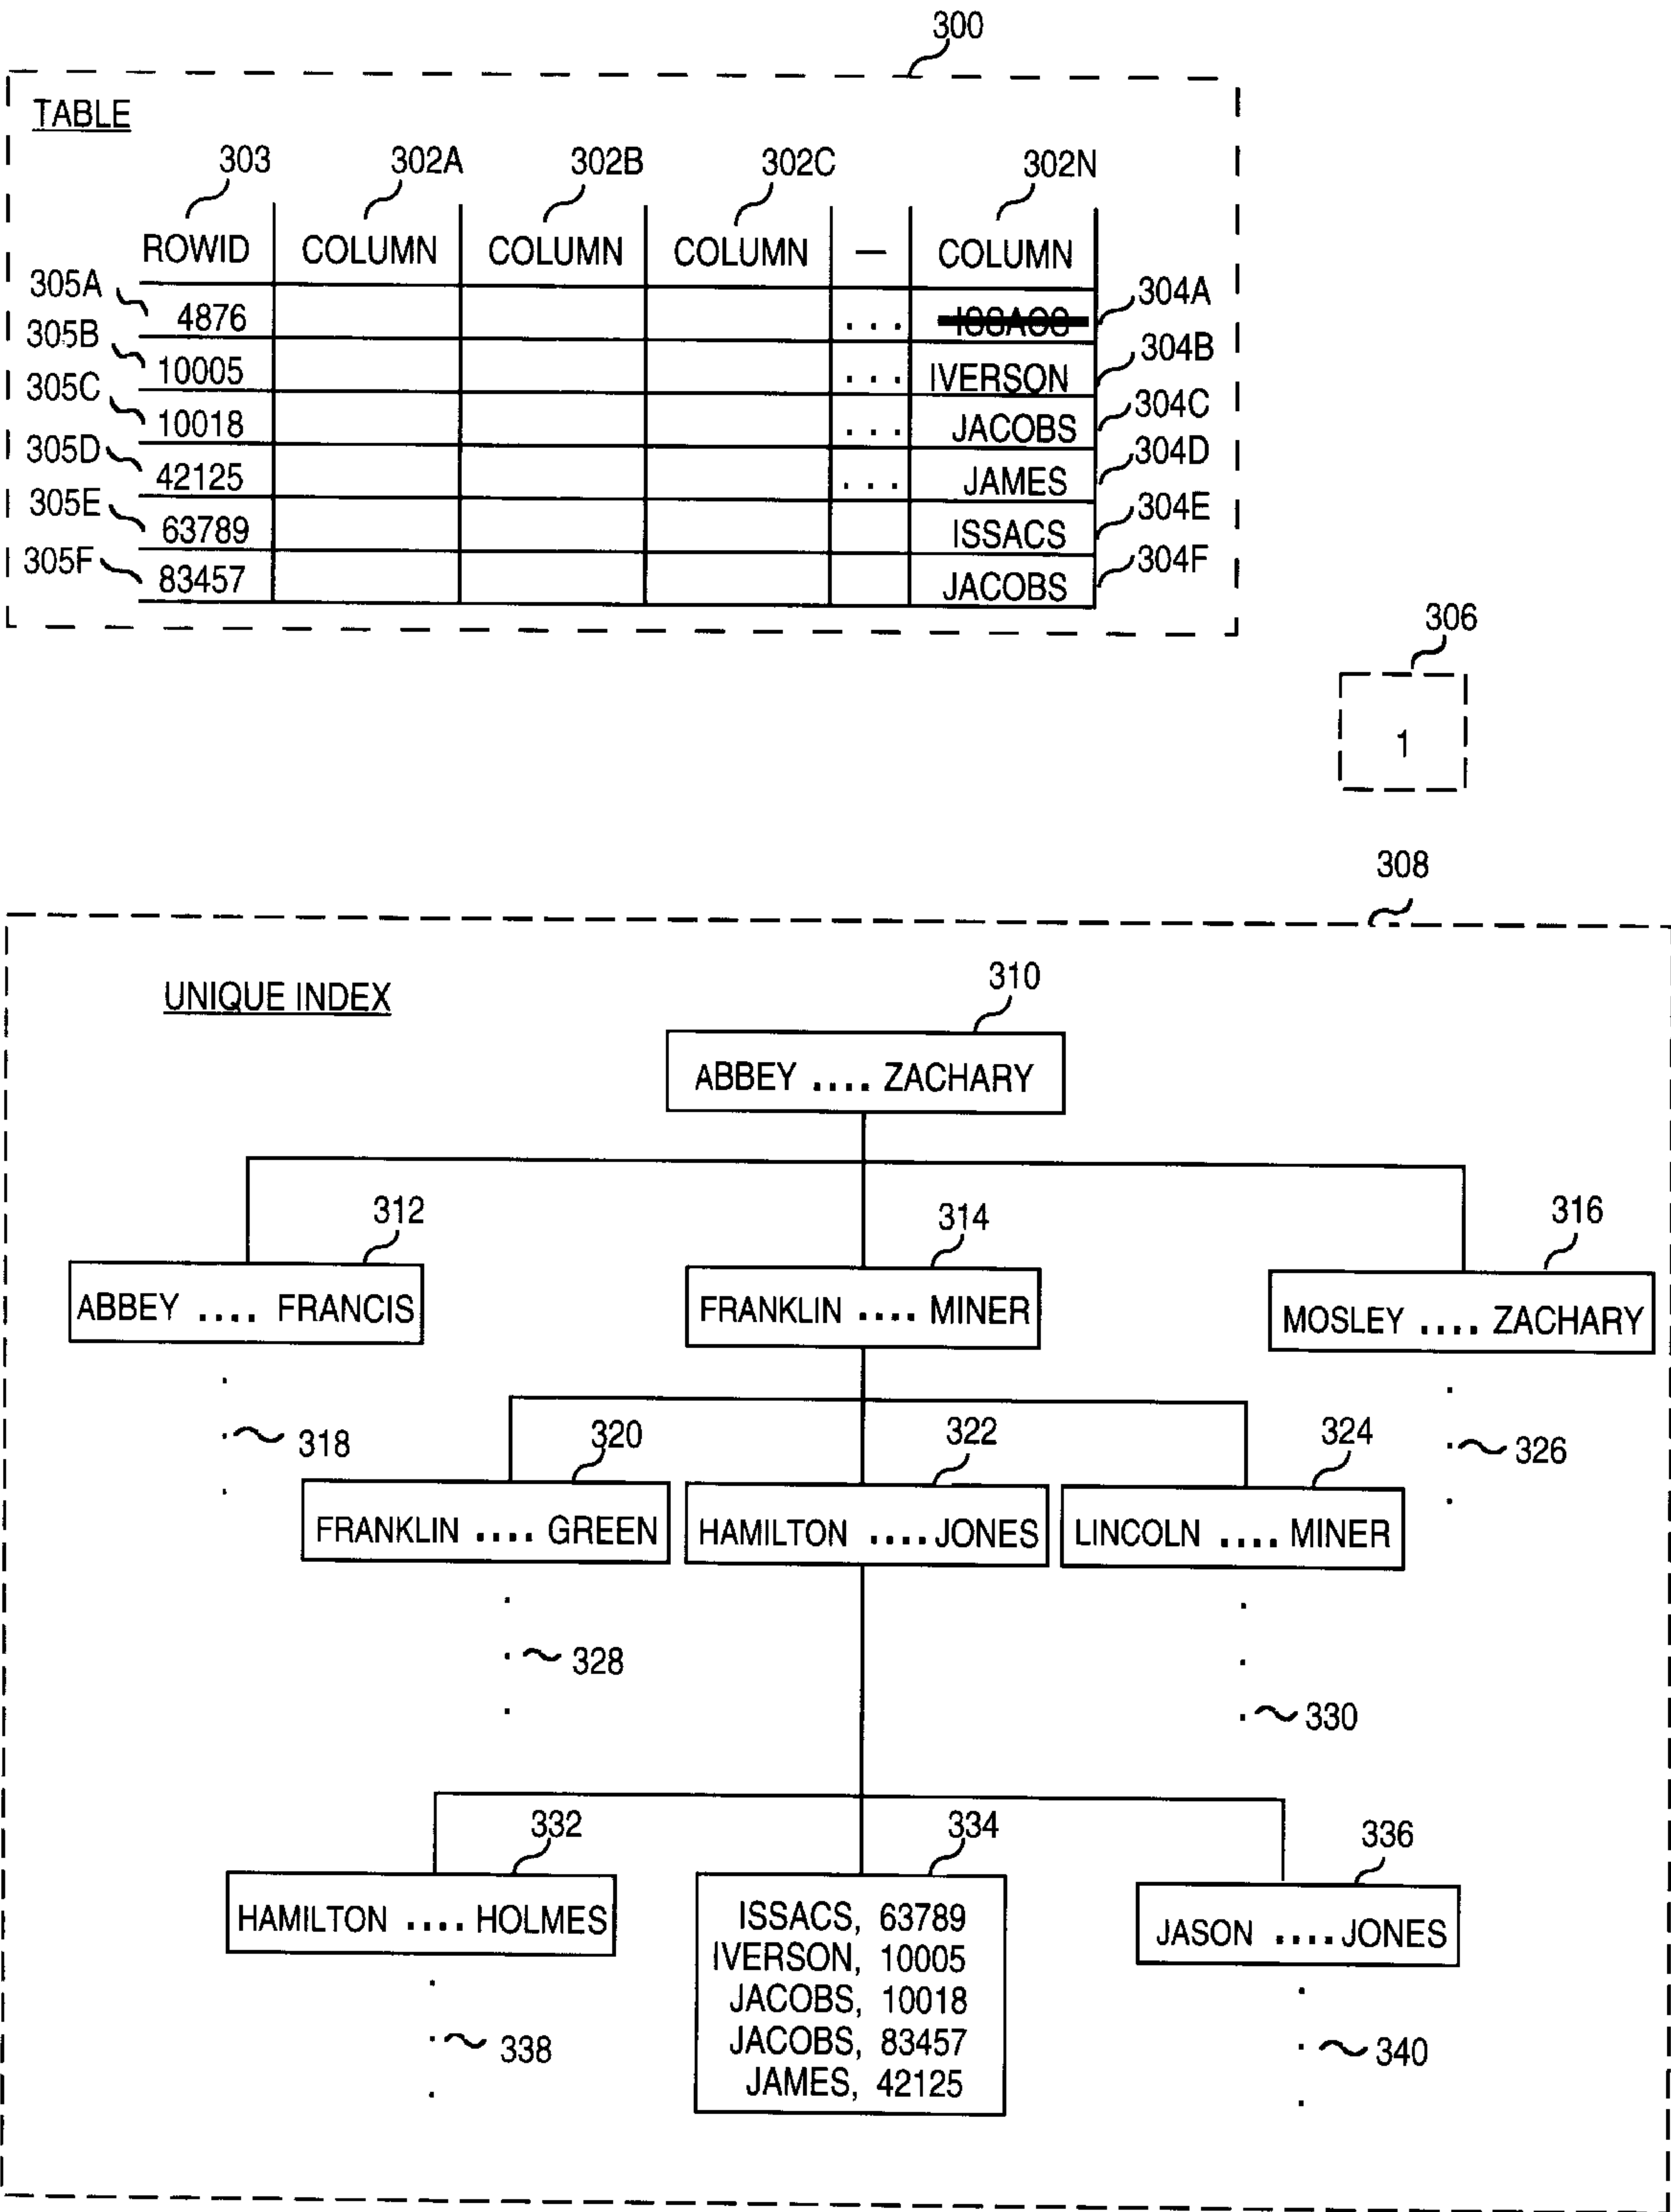 300
TABLE
303 302A 302B 302C 302N
ROWID COLUMN COLUMN COLUMN — COLUMN
305A 4876 ... ISSACS 304A
305B 10005 ... IVERSON 304B
305C 10018 ... JACOBS 304C
305D 42125 ... JAMES 304D
305E 63789 ISSACS 304E
305F 83457 JACOBS 304F
306
1
308
UNIQUE INDEX
310
ABBEY .... ZACHARY
312 314 316
ABBEY .... FRANCIS FRANKLIN .... MINER MOSLEY .... ZACHARY
318 320 322 324 326
FRANKLIN .... GREEN HAMILTON .... JONES LINCOLN .... MINER
328 330
332 334 336
HAMILTON .... HOLMES JASON .... JONES
ISSACS, 63789
IVERSON, 10005
JACOBS, 10018
JACOBS, 83457
JAMES, 42125
338 340